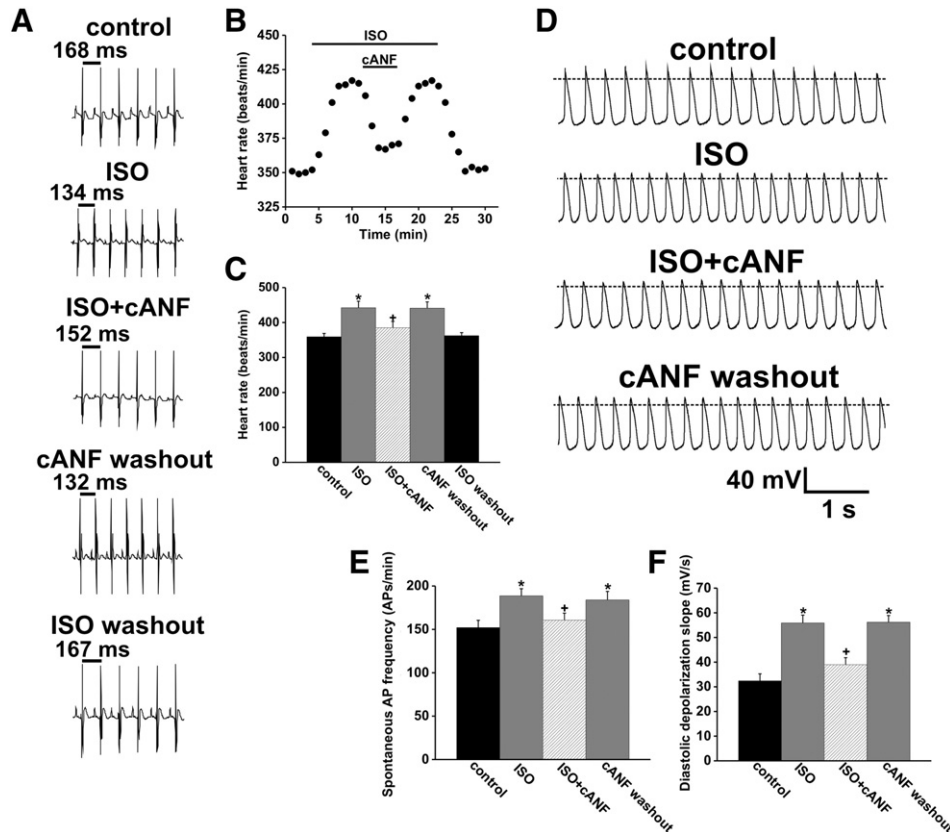 A
control
168 ms
ISO
134 ms
ISO+cANF
152 ms
cANF washout
132 ms
ISO washout
167 ms
B
ISO
cANF
450
425
400
375
350
325
0 5 10 15 20 25 30
Time (min)
Heart rate (beats/min)
C
500
400
300
200
100
0
Heart rate (beats/min)
control
ISO
ISO+cANF
cANF washout
ISO washout
* † *
D
control
ISO
ISO+cANF
cANF washout
40 mV
1 s
E
200
150
100
50
0
Spontaneous AP frequency (APs/min)
control
ISO
ISO+cANF
cANF washout
* + *
F
70
60
50
40
30
20
10
0
Diastolic depolarization slope (mV/s)
control
ISO
ISO+cANF
cANF washout
* + *